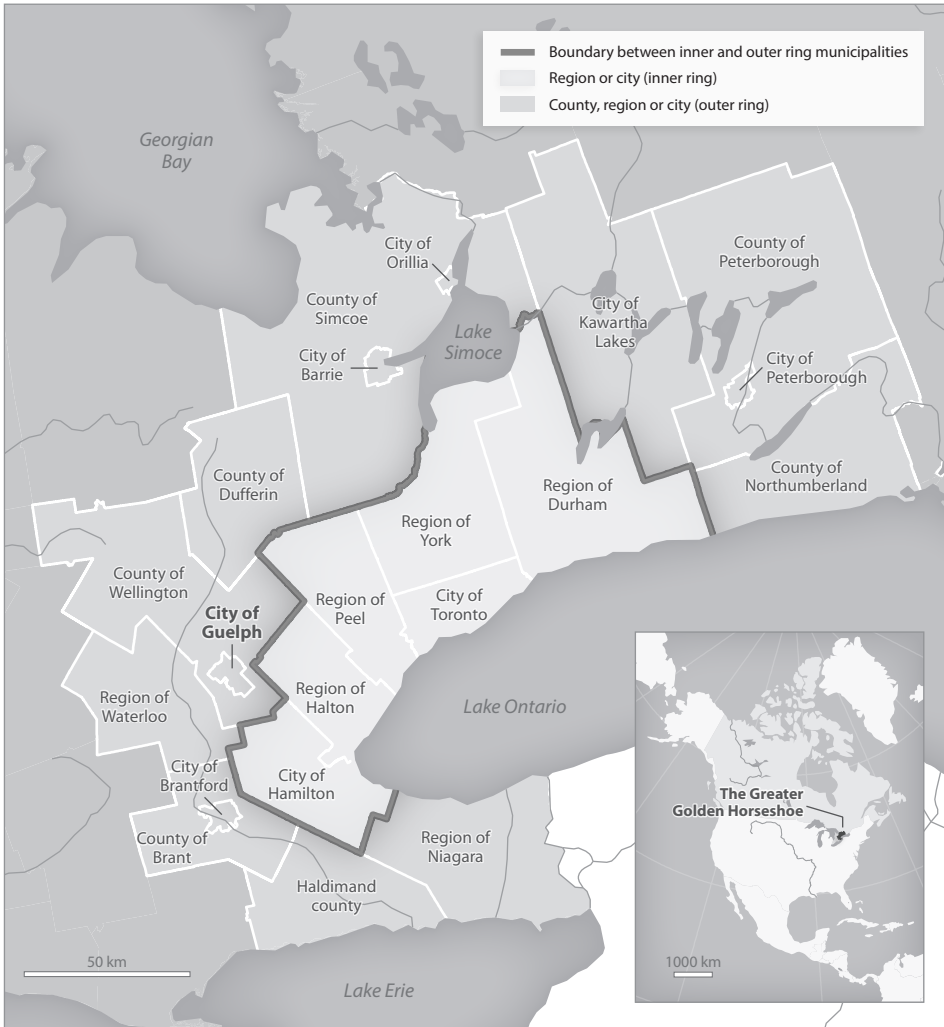 Boundary between inner and outer ring municipalities
Region or city (inner ring)
County, region or city (outer ring)
Georgian
Bay
City of
Orillia
County of
Simcoe
City of
Barrie
Lake
Simcoe
City of
Kawartha
Lakes
County of
Peterborough
City of
Peterborough
County of
Northumberland
County of
Dufferin
Region of
York
Region of
Durham
County of
Wellington
City of
Guelph
Region of
Peel
City of
Toronto
Region of
Waterloo
Region of
Halton
Lake Ontario
City of
Brantford
City of
Hamilton
County of
Brant
Region of
Niagara
Haldimand
county
Lake Erie
50 km
The Greater
Golden Horseshoe
1000 km